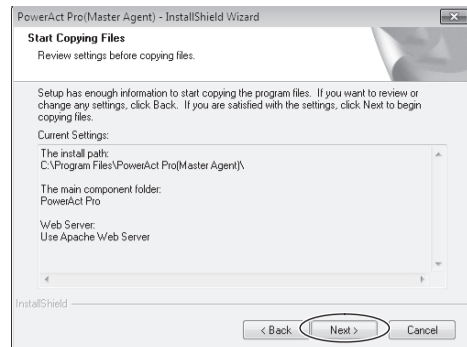 PowerAct Pro(Master Agent) - InstallShield Wizard
Start Copying Files
Review settings before copying files.
Setup has enough information to start copying the program files. If you want to review or
change any settings, click Back. If you are satisfied with the settings, click Next to begin
copying files.
Current Settings:
The install path:
C:\Program Files\PowerAct Pro(Master Agent)\
The main component folder:
PowerAct Pro
Web Server:
Use Apache Web Server
InstallShield
< Back
Next >
Cancel